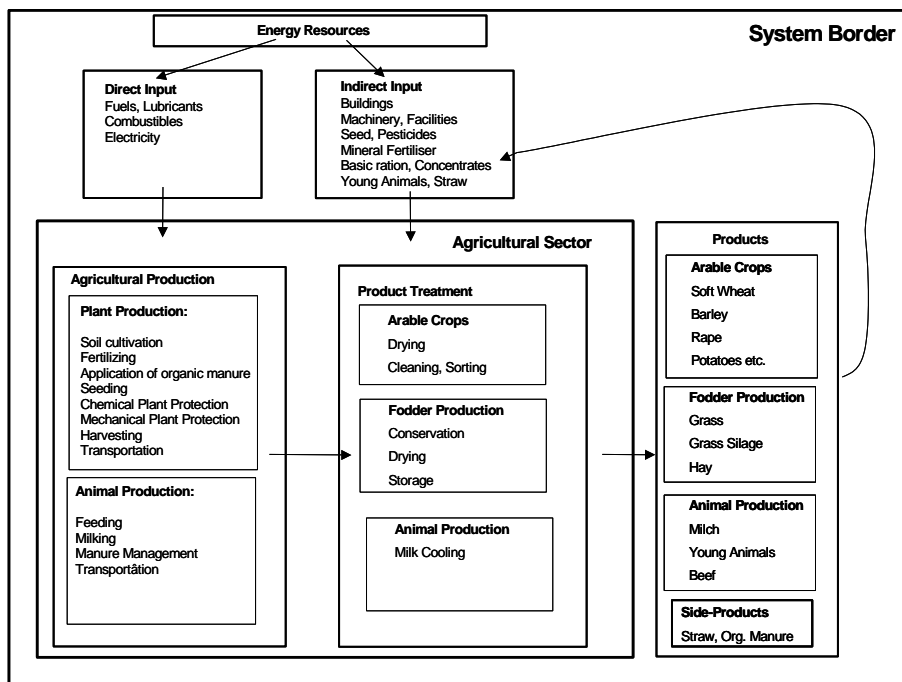 Energy Resources
System Border
Direct Input
Fuels, Lubricants
Combustibles
Electricity
Indirect Input
Buildings
Machinery, Facilities
Seed, Pesticides
Mineral Fertiliser
Basic ration, Concentrates
Young Animals, Straw
Agricultural Sector
Agricultural Production
Plant Production:
Soil cultivation
Fertilizing
Application of organic manure
Seeding
Chemical Plant Protection
Mechanical Plant Protection
Harvesting
Transportation
Animal Production:
Feeding
Milking
Manure Management
Transportâtion
Product Treatment
Arable Crops
Drying
Cleaning, Sorting
Fodder Production
Conservation
Drying
Storage
Animal Production
Milk Cooling
Products
Arable Crops
Soft Wheat
Barley
Rape
Potatoes etc.
Fodder Production
Grass
Grass Silage
Hay
Animal Production
Milch
Young Animals
Beef
Side-Products
Straw, Org. Manure